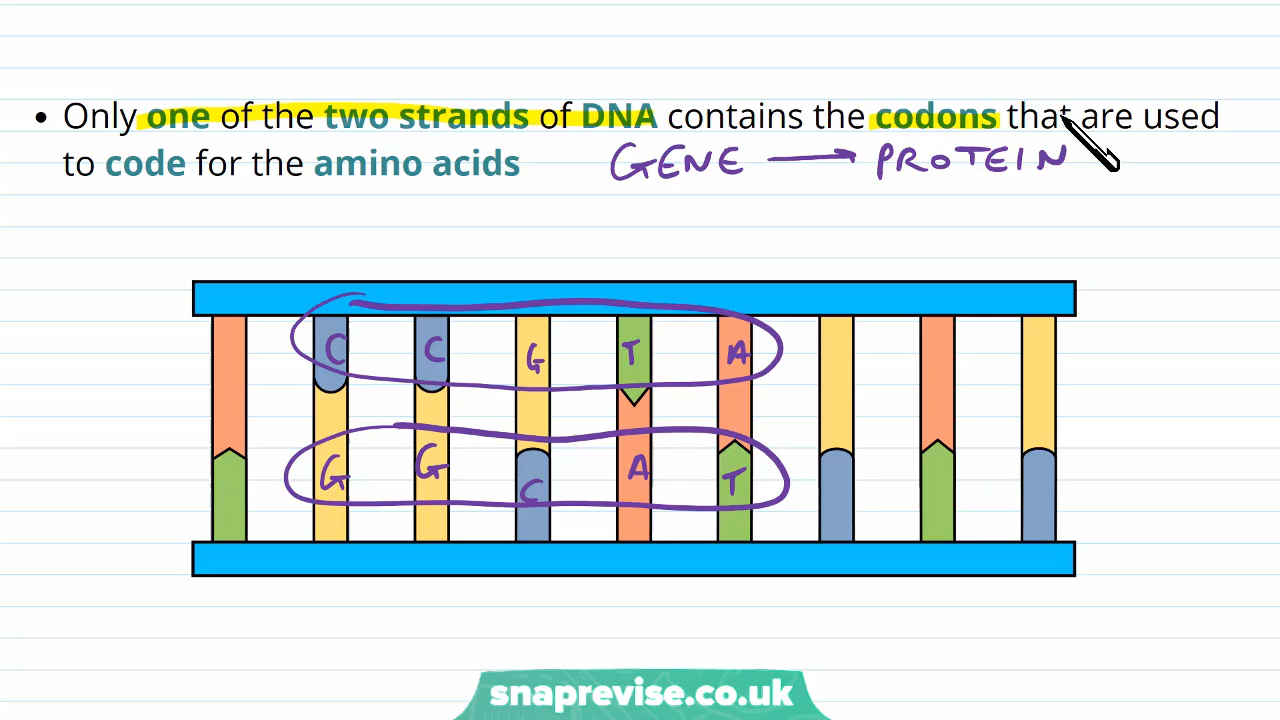 Only one of the two strands of DNA contains the codons that are used
to code for the amino acids
GENE → PROTEIN
C C G T A
G G C A T
snaprevise.co.uk